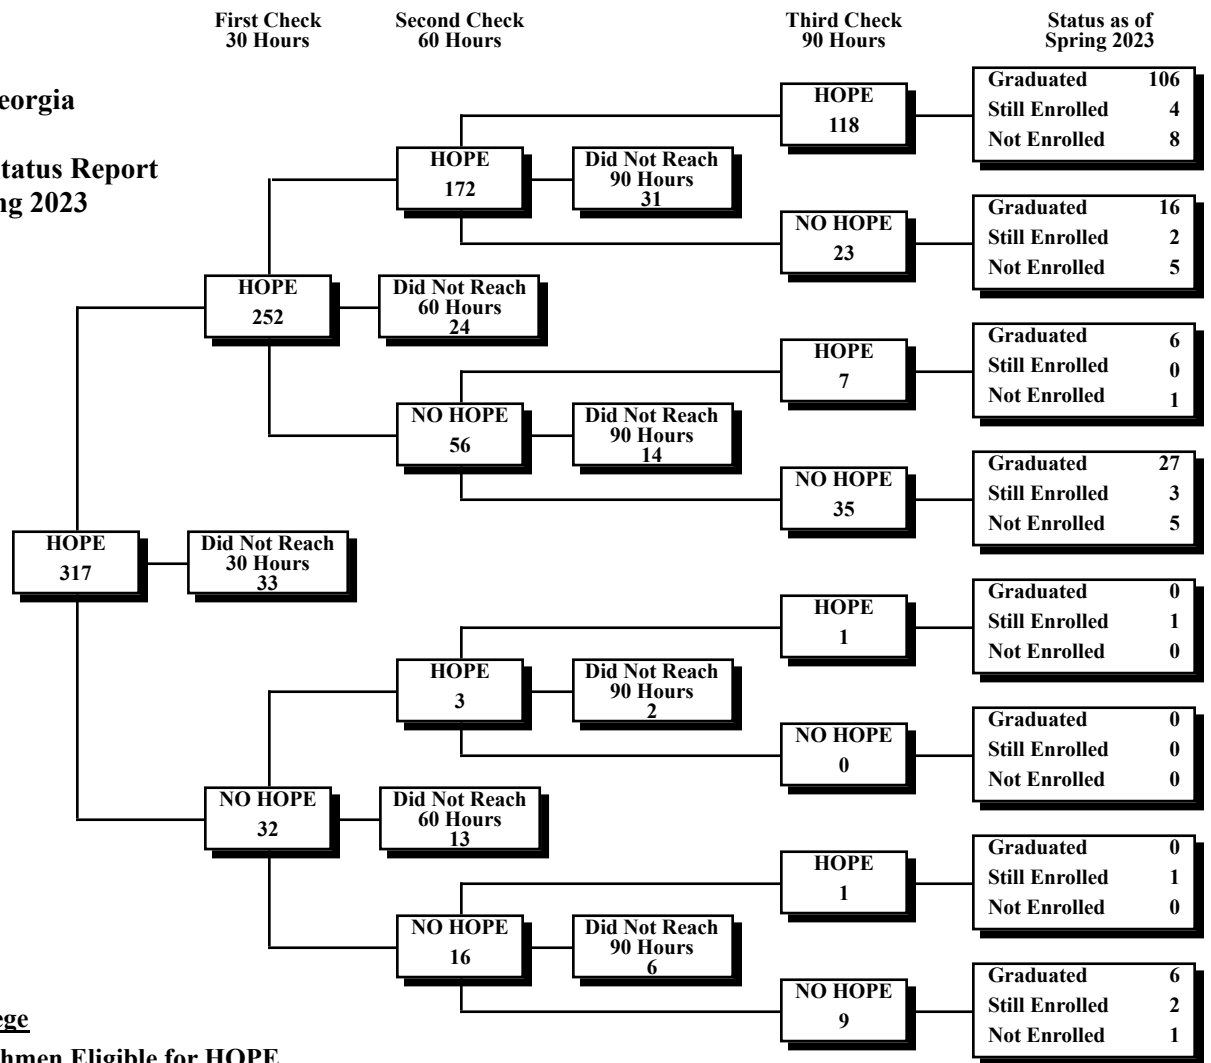 First Check
30 Hours
Second Check
60 Hours
Third Check
90 Hours
Status as of
Spring 2023
HOPE
118
Graduated 106
Still Enrolled 4
Not Enrolled 8
HOPE
172
Did Not Reach
90 Hours
31
Status Report
2023
NO HOPE
23
Graduated 16
Still Enrolled 2
Not Enrolled 5
HOPE
252
Did Not Reach
60 Hours
24
HOPE
7
Graduated 6
Still Enrolled 0
Not Enrolled 1
NO HOPE
56
Did Not Reach
90 Hours
14
NO HOPE
35
Graduated 27
Still Enrolled 3
Not Enrolled 5
HOPE
317
Did Not Reach
30 Hours
33
HOPE
1
Graduated 0
Still Enrolled 1
Not Enrolled 0
HOPE
3
Did Not Reach
90 Hours
2
NO HOPE
0
Graduated 0
Still Enrolled 0
Not Enrolled 0
NO HOPE
32
Did Not Reach
60 Hours
13
HOPE
1
Graduated 0
Still Enrolled 1
Not Enrolled 0
NO HOPE
16
Did Not Reach
90 Hours
6
NO HOPE
9
Graduated 6
Still Enrolled 2
Not Enrolled 1
Eligible for HOPE